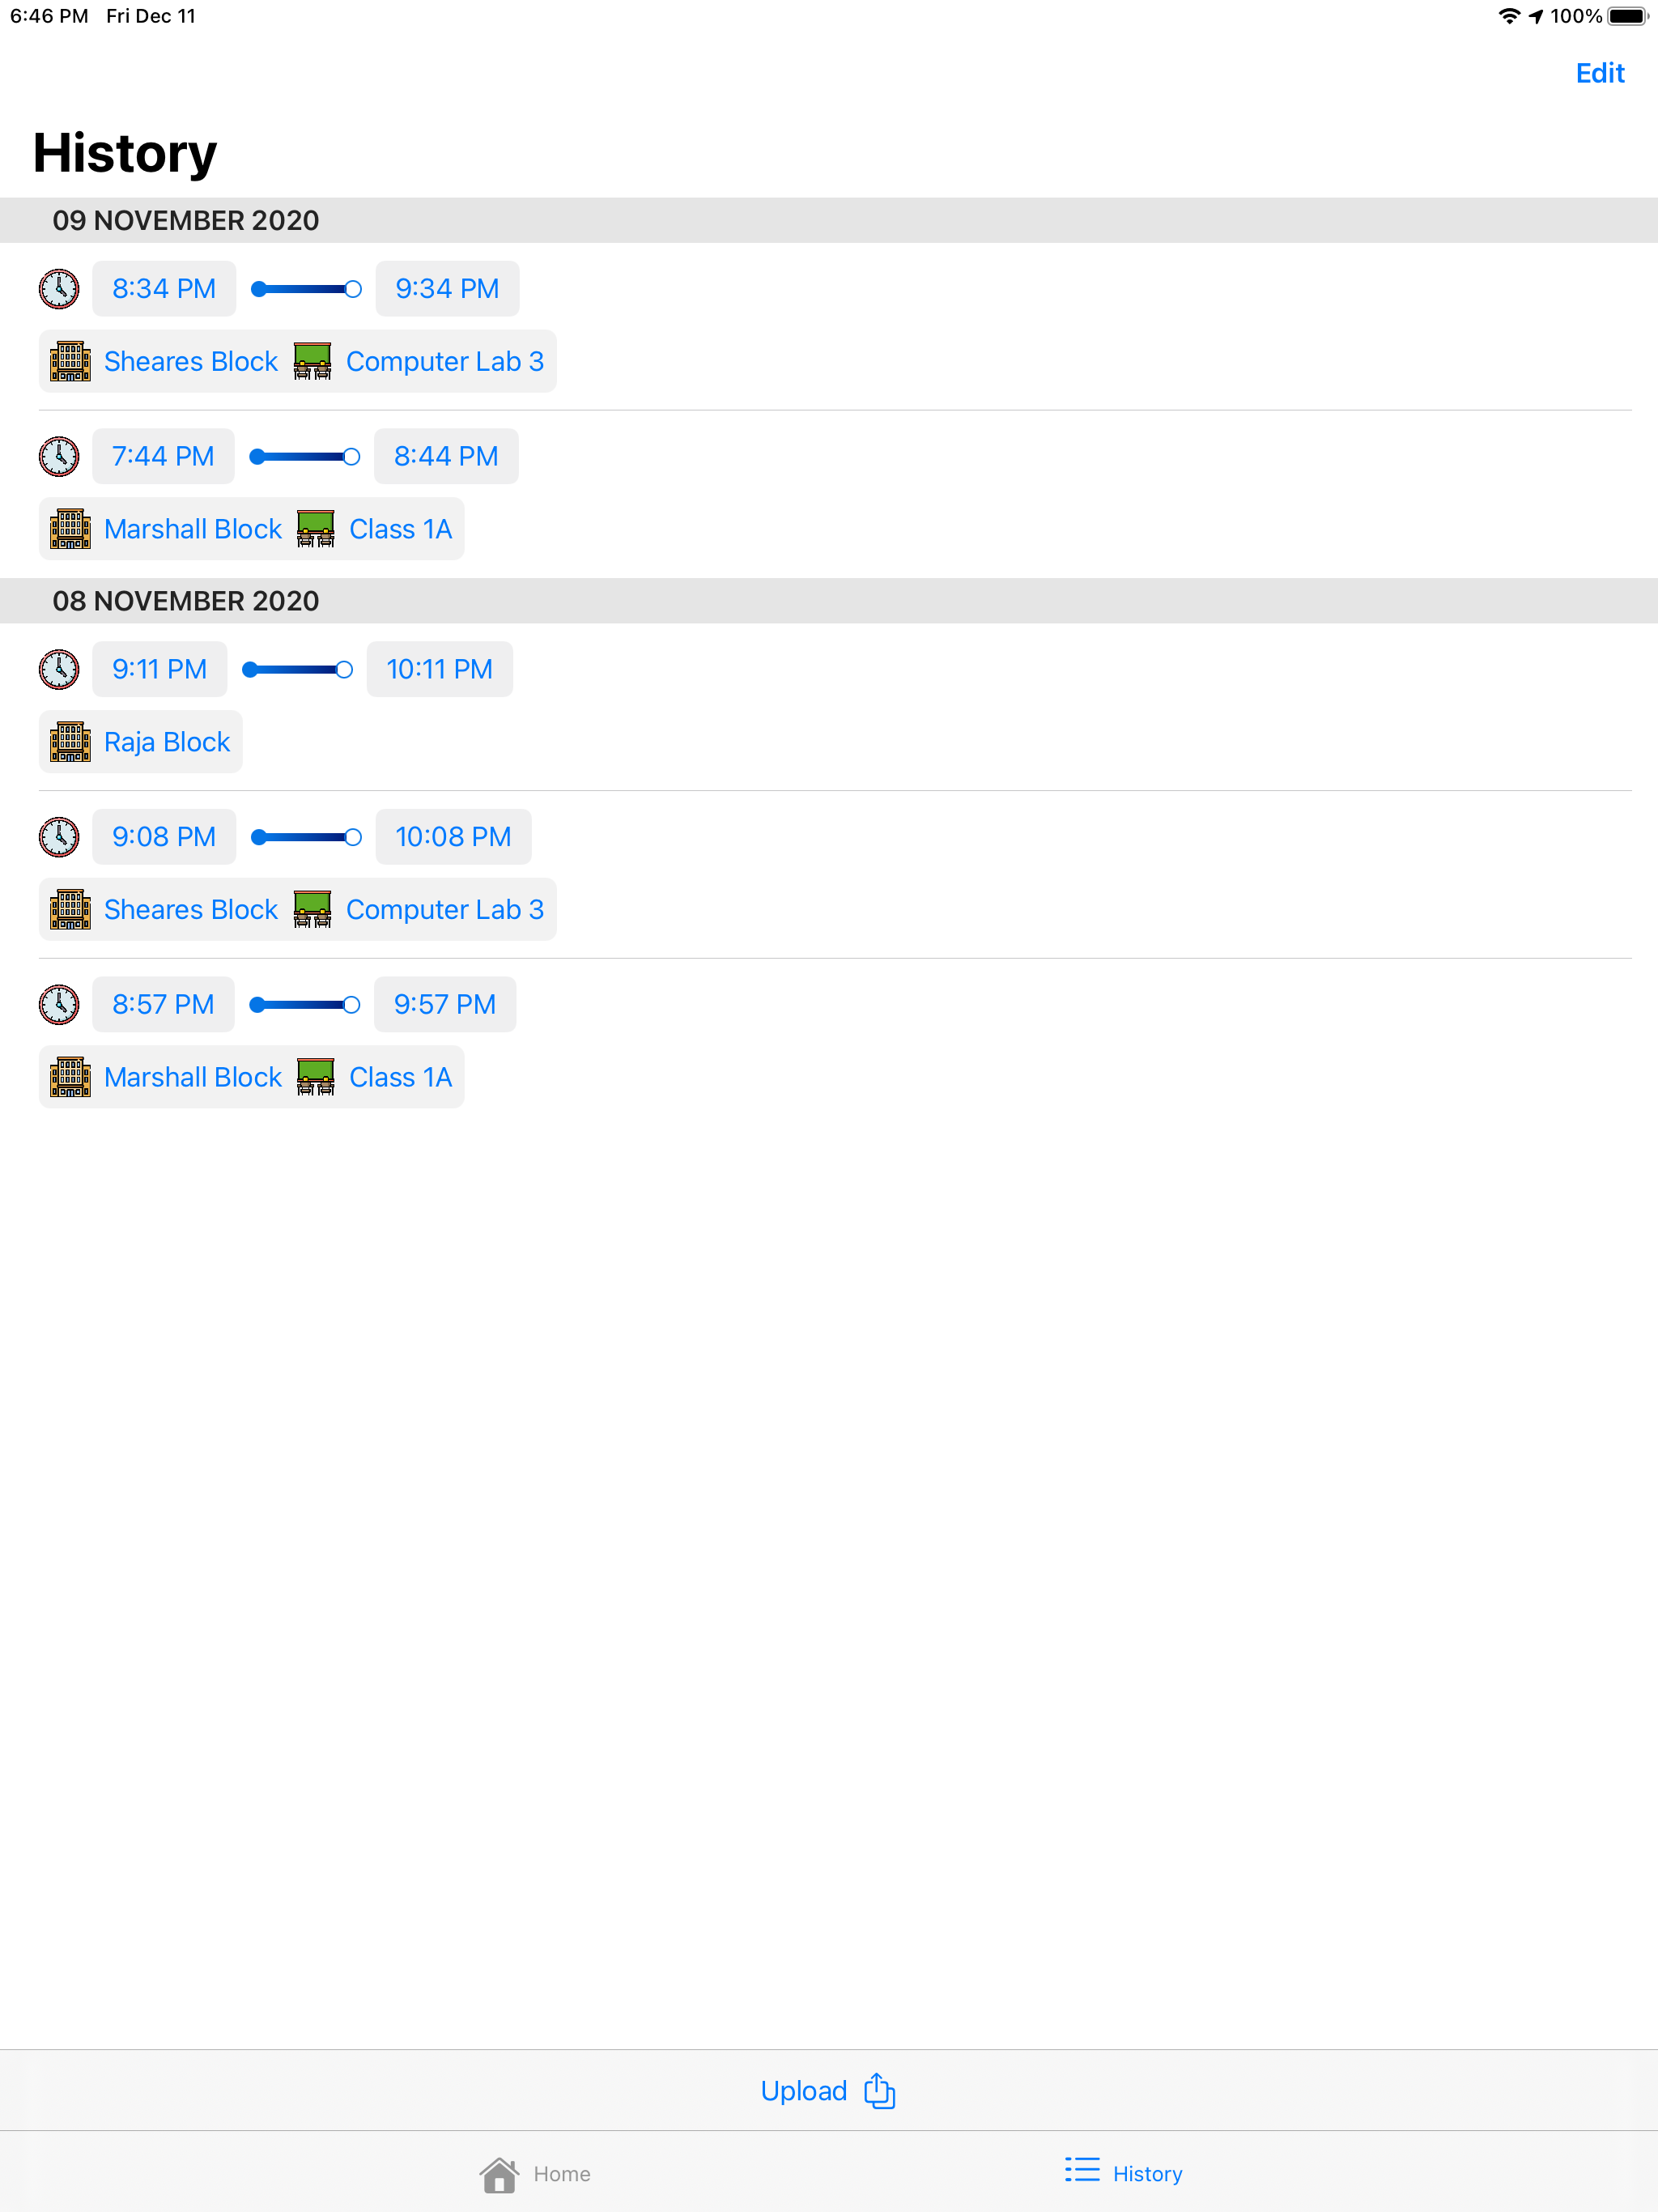 6:46 PM Fri Dec 11 100%
Edit
History
09 NOVEMBER 2020
8:34 PM 9:34 PM
Sheares Block Computer Lab 3
7:44 PM 8:44 PM
Marshall Block Class 1A
08 NOVEMBER 2020
9:11 PM 10:11 PM
Raja Block
9:08 PM 10:08 PM
Sheares Block Computer Lab 3
8:57 PM 9:57 PM
Marshall Block Class 1A
Upload
Home History